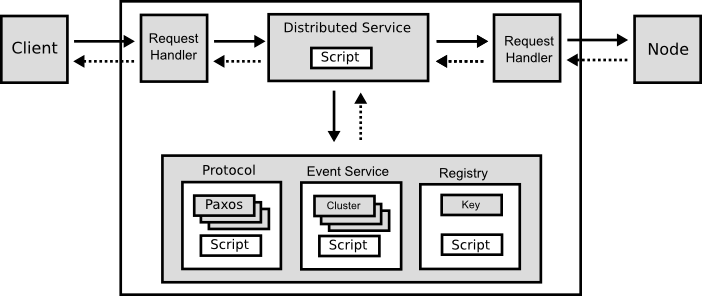 Client
Request
Handler
Distributed Service
Script
Request
Handler
Node
Protocol
Event Service
Registry
Paxos
Cluster
Key
Script
Script
Script